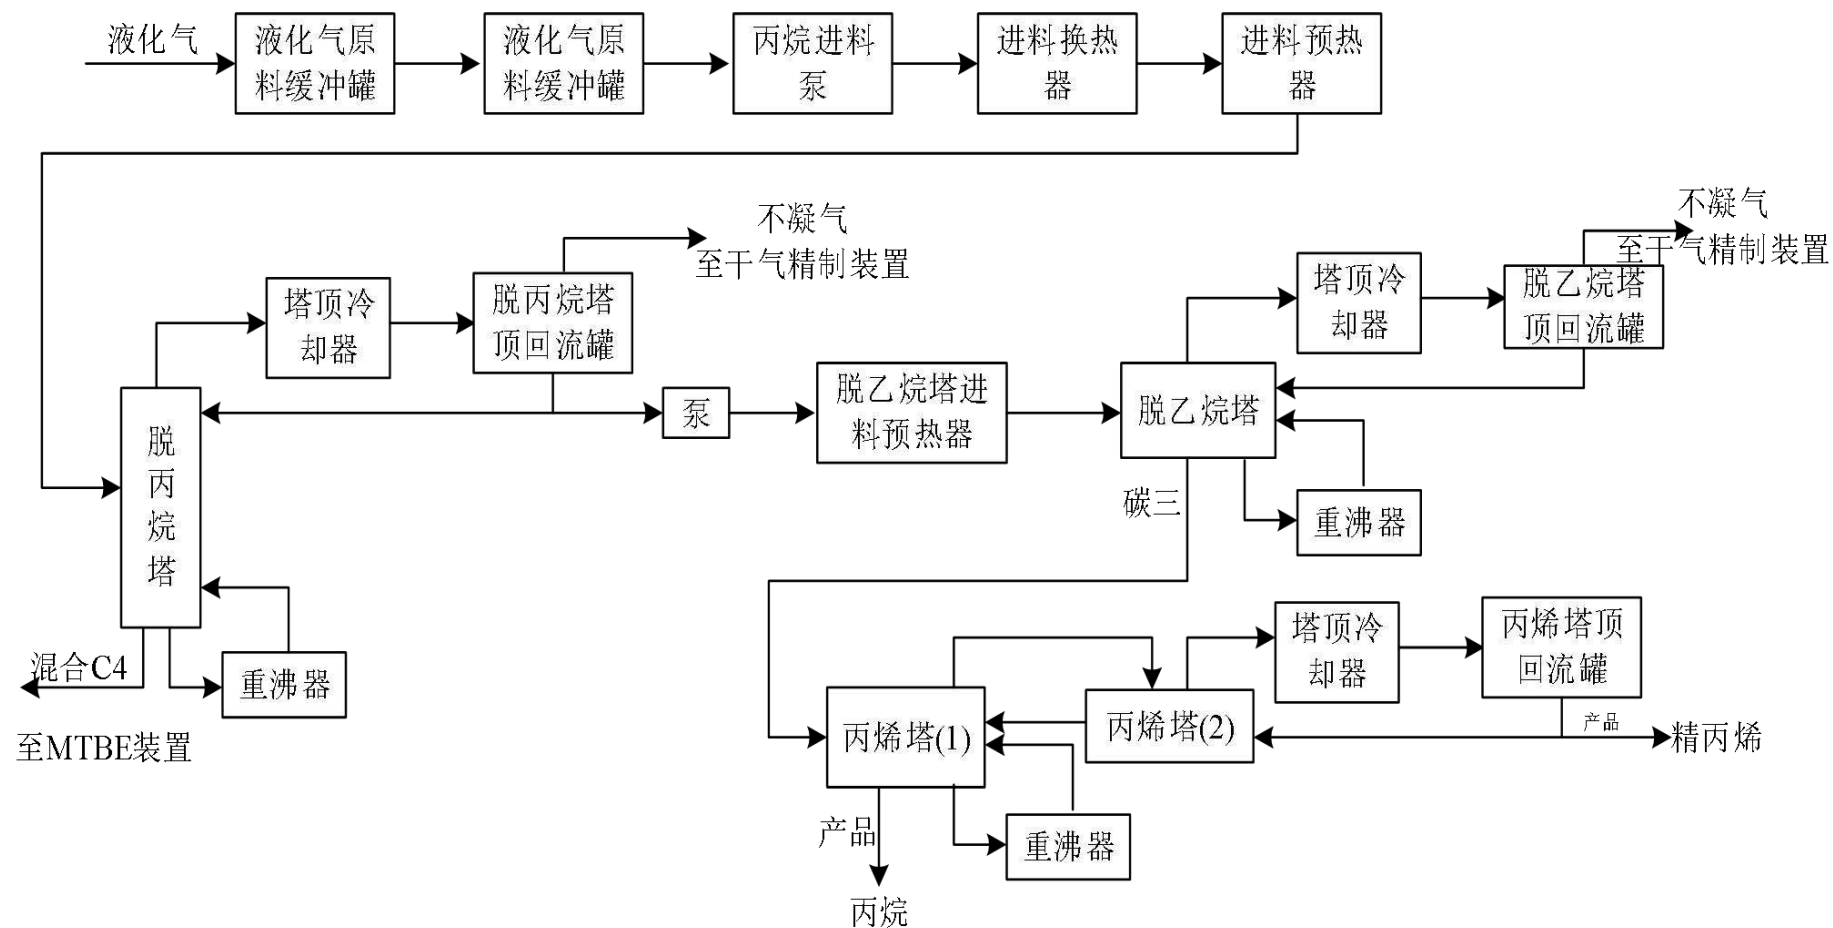 液化气
液化气原
料缓冲罐
液化气原
料缓冲罐
丙烷进料
泵
进料换热
器
进料预热
器
不凝气
至干气精制装置
不凝气
至干气精制装置
塔顶冷
却器
脱丙烷塔
顶回流罐
塔顶冷
却器
脱乙烷塔
顶回流罐
脱
丙
烷
塔
泵
脱乙烷塔进
料预热器
脱乙烷塔
碳三
重沸器
混合C4
至MTBE装置
重沸器
丙烯塔(1)
丙烯塔(2)
塔顶冷
却器
丙烯塔顶
回流罐
产品
精丙烯
产品
丙烷
重沸器